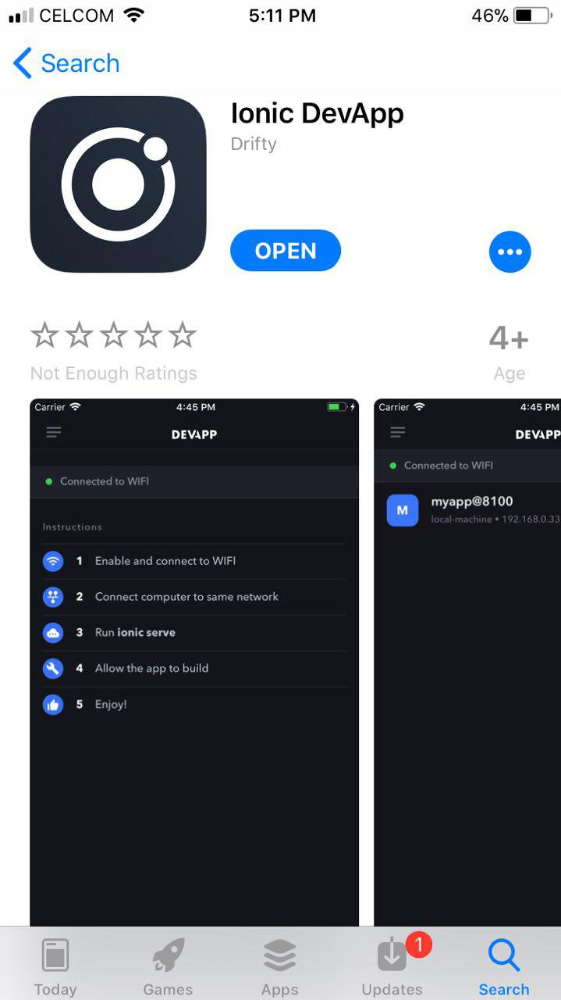 CELCOM 5:11 PM 46%
Search
Ionic DevApp
Drifty
OPEN
4+
Not Enough Ratings Age
Carrier 4:45 PM
DEVAPP
Connected to WIFI
Instructions
1 Enable and connect to WIFI
2 Connect computer to same network
3 Run ionic serve
4 Allow the app to build
5 Enjoy!
Carrier 4:45 PM
DEVAPP
Connected to WIFI
M myapp@8100
local-machine • 192.168.0.33
1
Today Games Apps Updates Search